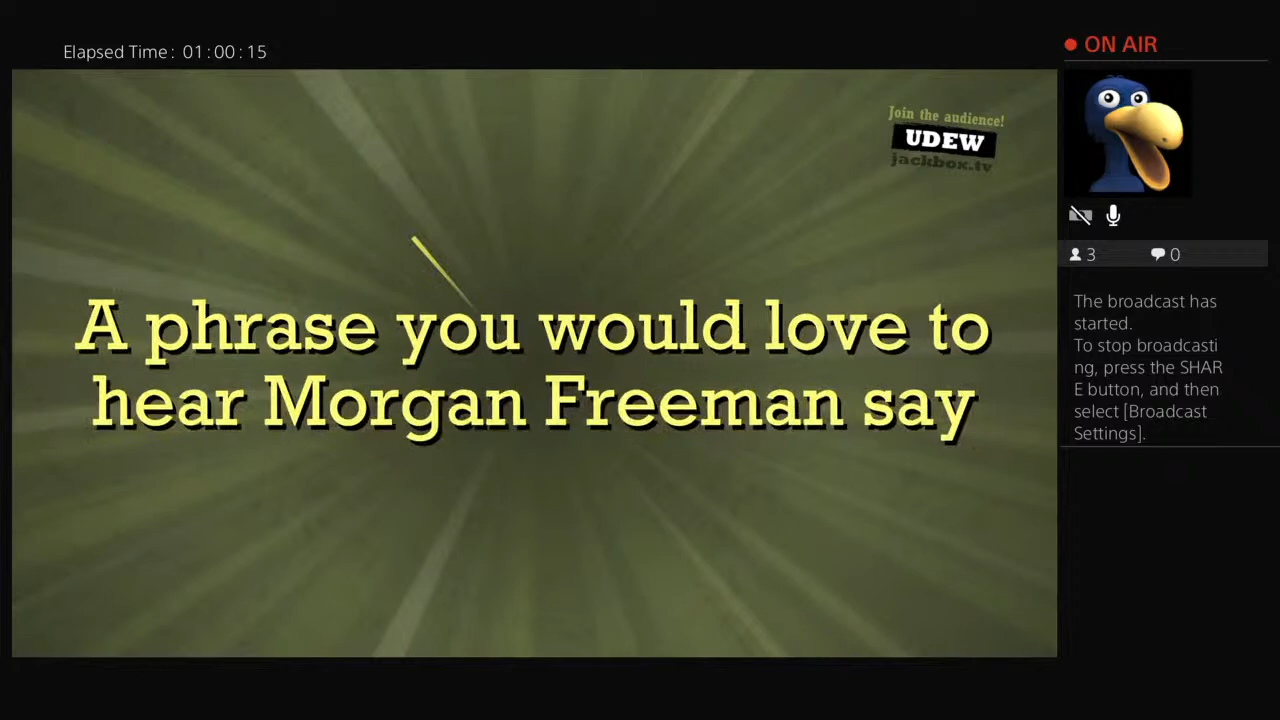 Elapsed Time: 01:00:15
ON AIR
Join the audience!
UDEW
jackbox.tv
A phrase you would love to
hear Morgan Freeman say
3
0
The broadcast has
started.
To stop broadcasti
ng, press the SHAR
E button, and then
select [Broadcast
Settings].